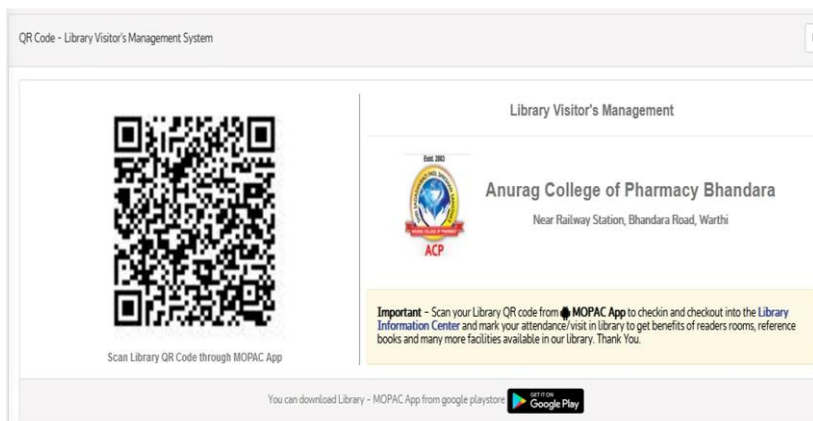 QR Code - Library Visitor's Management System
Library Visitor's Management
Estd. 2003
ACP
Anurag College of Pharmacy Bhandara
Near Railway Station, Bhandara Road, Warthi
Important - Scan your Library QR code from MOPAC App to checkin and checkout into the Library
Information Center and mark your attendance/visit in library to get benefits of readers rooms, reference
books and many more facilities available in our library. Thank You.
Scan Library QR Code through MOPAC App
You can download Library - MOPAC App from google playstore
GET IT ON
Google Play